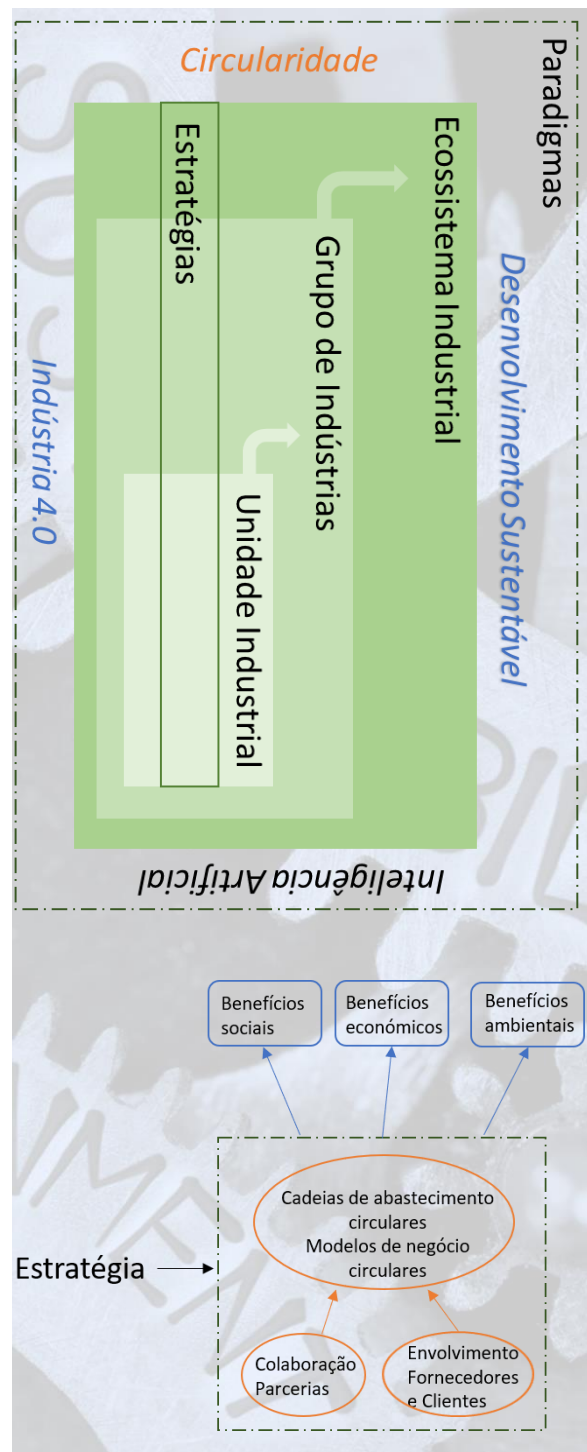 Circularidade
Paradigmas
Estratégias
Ecossistema Industrial
Grupo de Indústrias
Desenvolvimento Sustentável
Indústria 4.0
Unidade Industrial
Inteligência Artificial
Benefícios
sociais
Benefícios
económicos
Benefícios
ambientais
Cadeias de abastecimento
circulares
Modelos de negócio
circulares
Estratégia
Colaboração
Parcerias
Envolvimento
Fornecedores
e Clientes